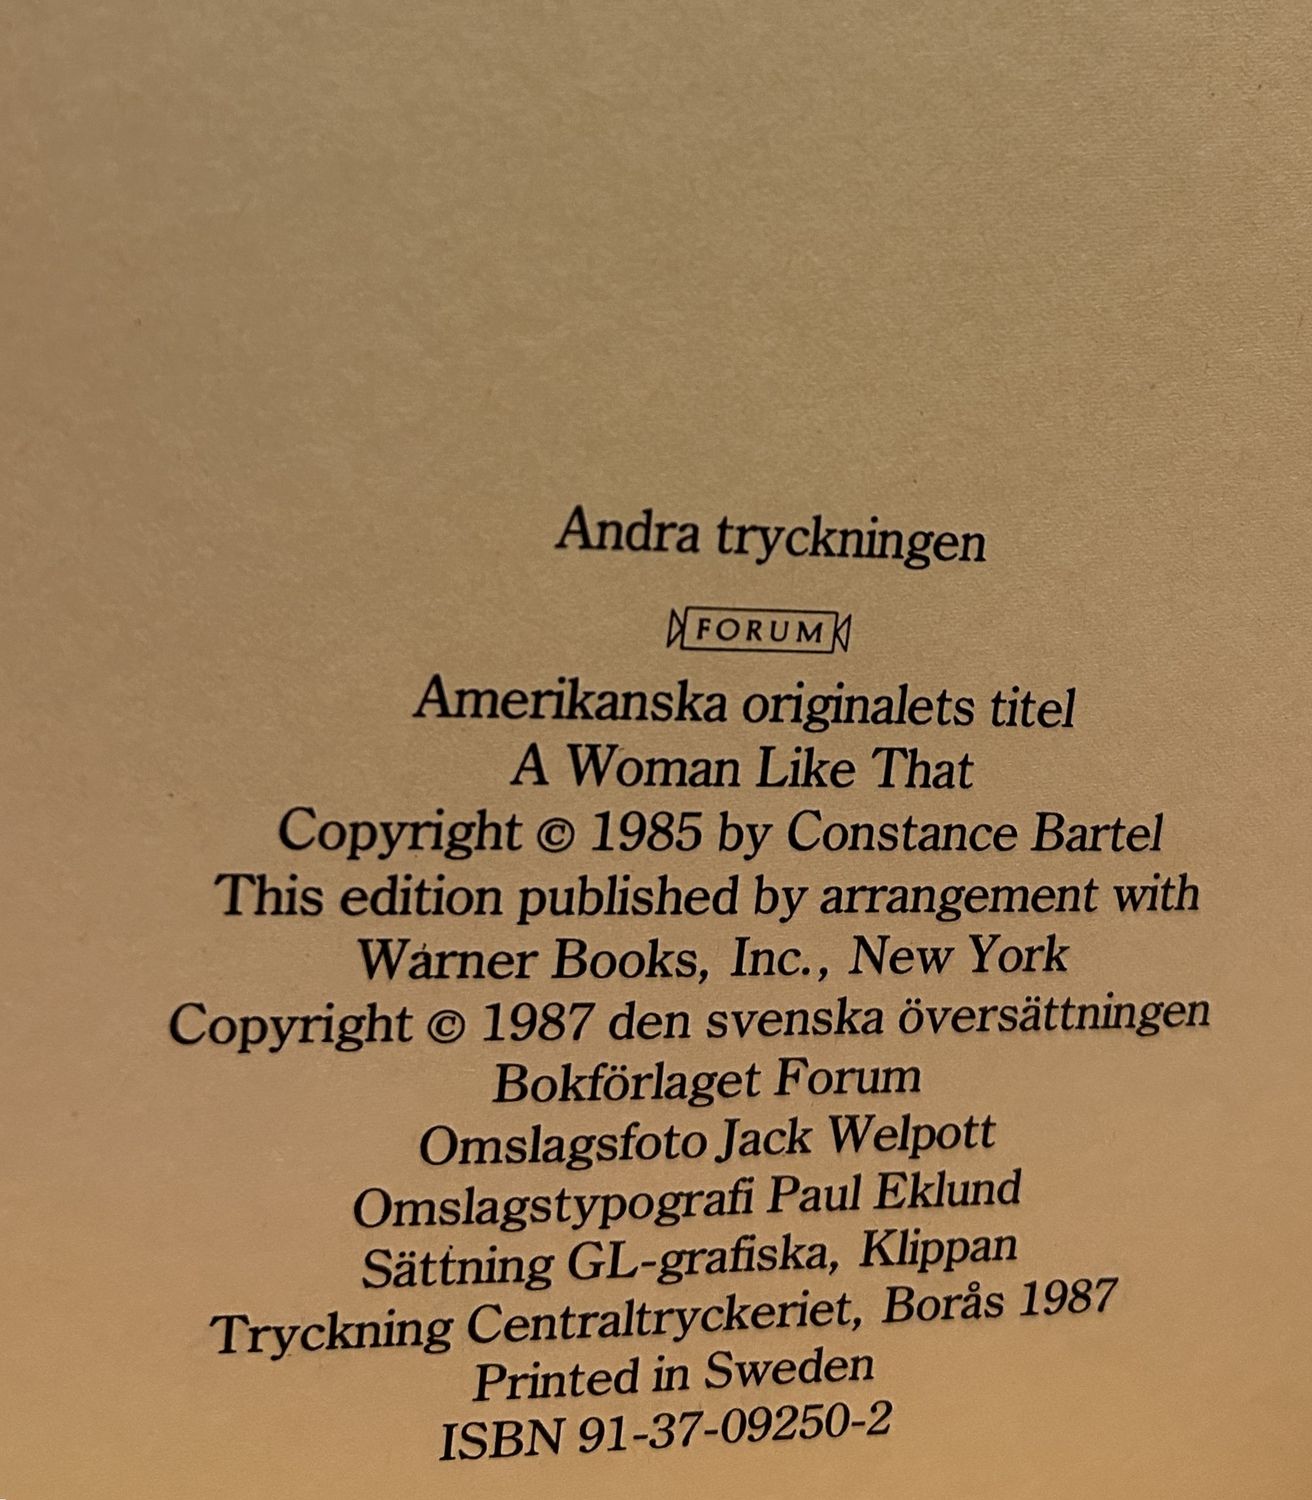 Andra tryckningen
FORUM
Amerikanska originalets titel
A Woman Like That
Copyright © 1985 by Constance Bartel
This edition published by arrangement with
Warner Books, Inc., New York
Copyright © 1987 den svenska översättningen
Bokförlaget Forum
Omslagsfoto Jack Welpott
Omslagstypografi Paul Eklund
Sättning GL-grafiska, Klippan
Tryckning Centraltryckeriet, Borås 1987
Printed in Sweden
ISBN 91-37-09250-2